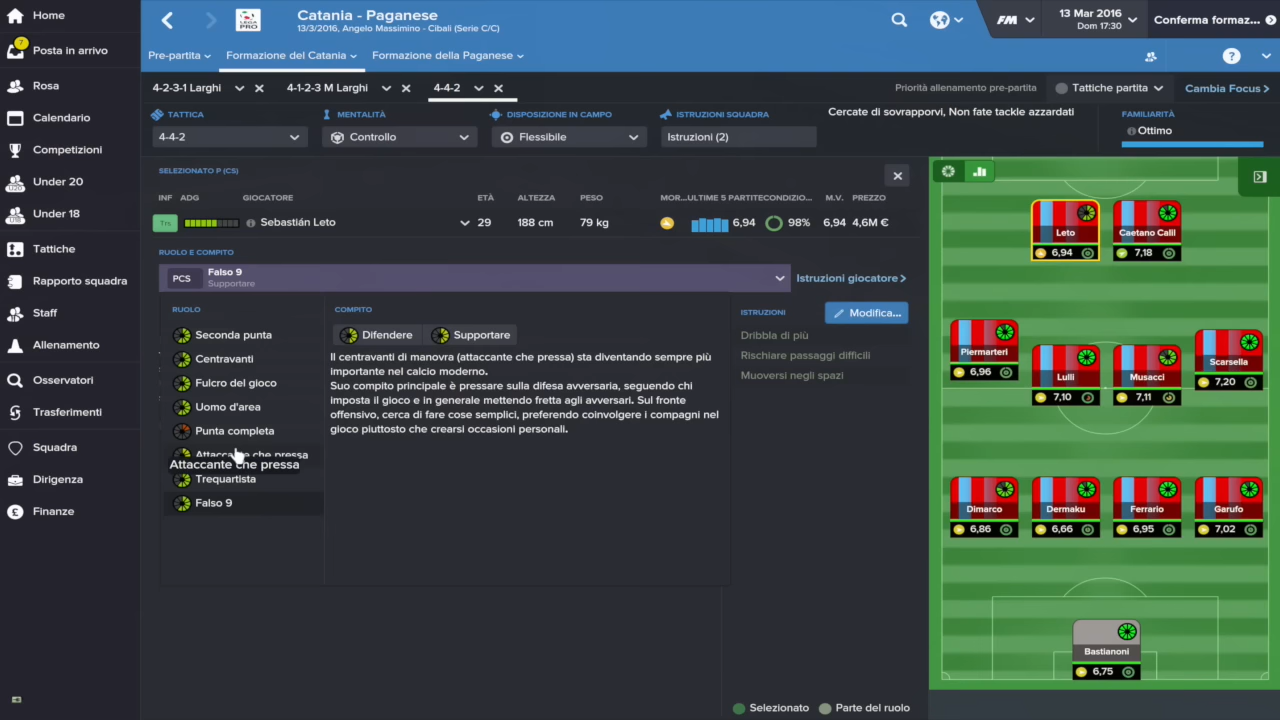 Home
7
Posta in arrivo
Rosa
Calendario
Competizioni
Under 20
Under 18
Tattiche
Rapporto squadra
Staff
Allenamento
Osservatori
Trasferimenti
Squadra
Dirigenza
Finanze
LEGA
PRO
Catania - Paganese
13/3/2016, Angelo Massimino - Cibali (Serie C/C)
FM
13 Mar 2016
Dom 17:30
Conferma formaz...
Pre-partita
Formazione del Catania
Formazione della Paganese
?
4-2-3-1 Larghi
4-1-2-3 M Larghi
4-4-2
Priorità allenamento pre-partita
Tattiche partita
Cambia Focus >
TATTICA
MENTALITÀ
DISPOSIZIONE IN CAMPO
ISTRUZIONI SQUADRA
Cercate di sovrapporvi, Non fate tackle azzardati
FAMILIARITÀ
4-4-2
Controllo
Flessibile
Istruzioni (2)
Ottimo
SELEZIONATO P (CS)
INF ADG GIOCATORE ETÀ ALTEZZA PESO MOR... ULTIME 5 PARTITE CONDIZIO... M.V. PREZZO
Trs Sebastián Leto 29 188 cm 79 kg 6,94 98% 6,94 4,6M €
RUOLO E COMPITO
PCS
Falso 9
Supportare
Istruzioni giocatore >
RUOLO
Seconda punta
Centravanti
Fulcro del gioco
Uomo d'area
Punta completa
Attaccante che pressa
Attaccante che pressa
Trequartista
Falso 9
COMPITO
Difendere
Supportare
Il centravanti di manovra (attaccante che pressa) sta diventando sempre più
importante nel calcio moderno.
Suo compito principale è pressare sulla difesa avversaria, seguendo chi
imposta il gioco e in generale mettendo fretta agli avversari. Sul fronte
offensivo, cerca di fare cose semplici, preferendo coinvolgere i compagni nel
gioco piuttosto che crearsi occasioni personali.
ISTRUZIONI
Modifica...
Dribbla di più
Rischiare passaggi difficili
Muoversi negli spazi
Selezionato
Parte del ruolo
Leto
6,94
Caetano Calil
7,18
Piermarteri
6,96
Lulli
7,10
Musacci
7,11
Scarsella
7,20
Dimarco
6,86
Dermaku
6,66
Ferrario
6,95
Garufo
7,02
Bastianoni
6,75